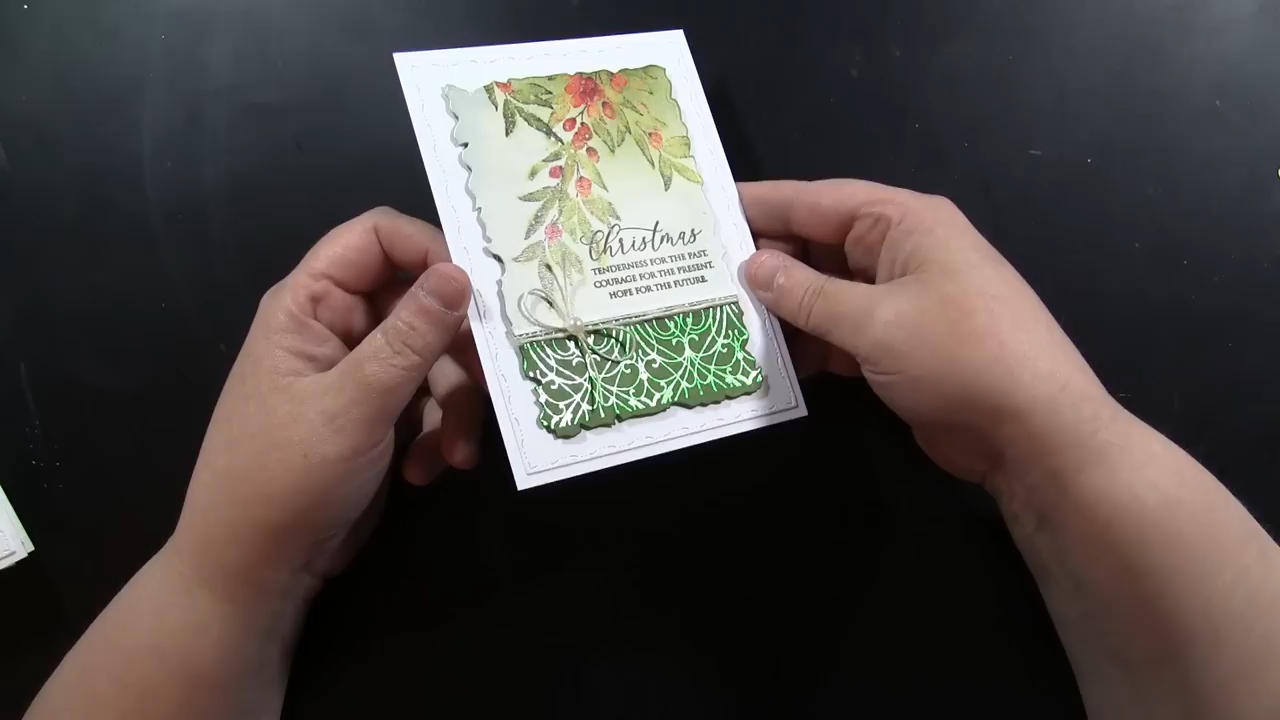 Christmas
TENDERNESS FOR THE PAST,
COURAGE FOR THE PRESENT,
HOPE FOR THE FUTURE.